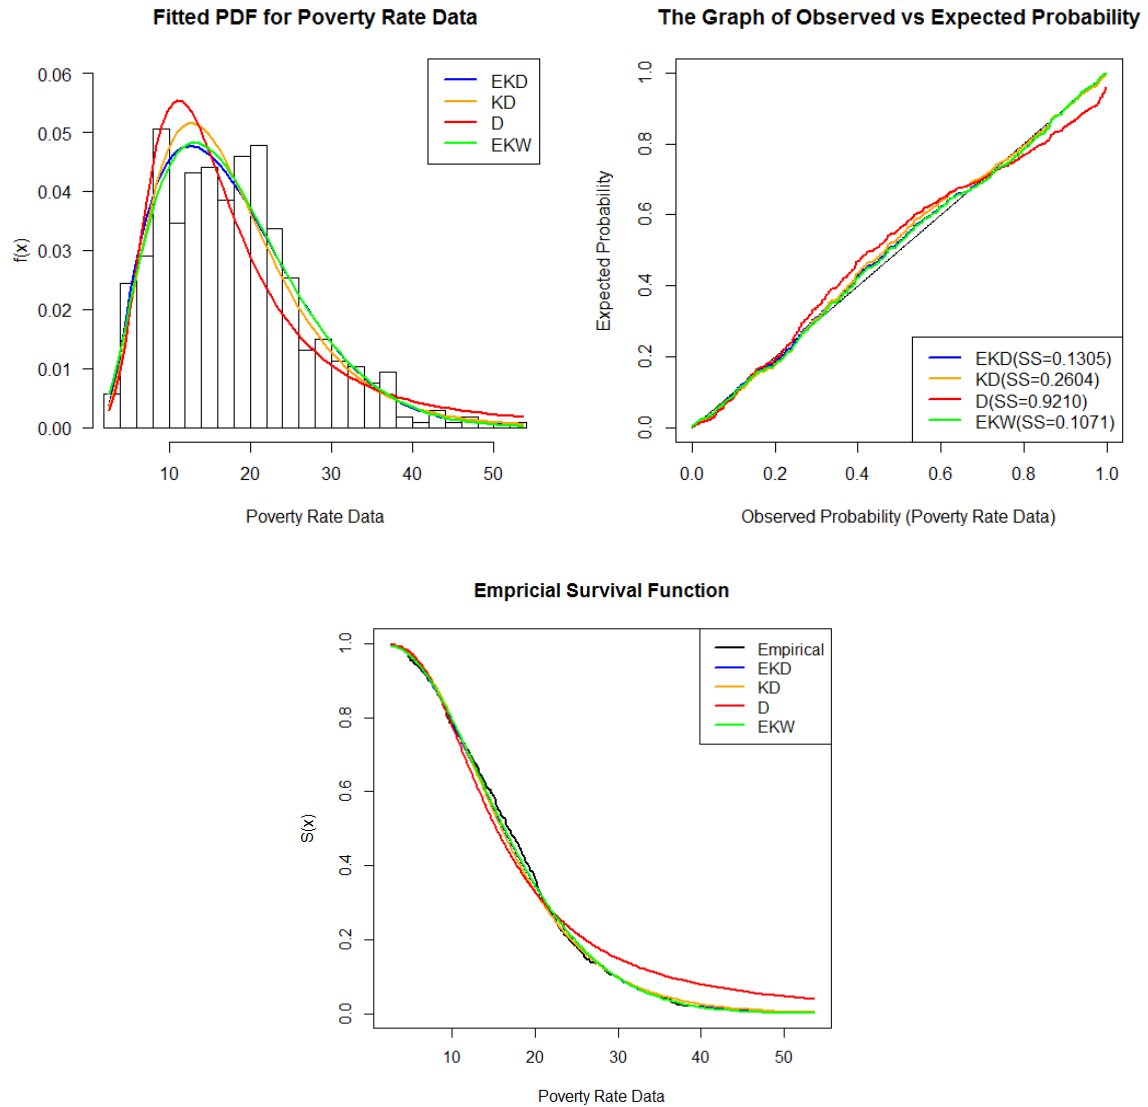 Fitted PDF for Poverty Rate Data
f(x)
0.06
0.05
0.04
0.03
0.02
0.01
0.00
EKD
KD
D
EKW
10 20 30 40 50
Poverty Rate Data
The Graph of Observed vs Expected Probability
Expected Probability
1.0
0.8
0.6
0.4
0.2
0.0
EKD(SS=0.1305)
KD(SS=0.2604)
D(SS=0.9210)
EKW(SS=0.1071)
0.0 0.2 0.4 0.6 0.8 1.0
Observed Probability (Poverty Rate Data)
Empricial Survival Function
S(x)
1.0
0.8
0.6
0.4
0.2
0.0
Empirical
EKD
KD
D
EKW
10 20 30 40 50
Poverty Rate Data